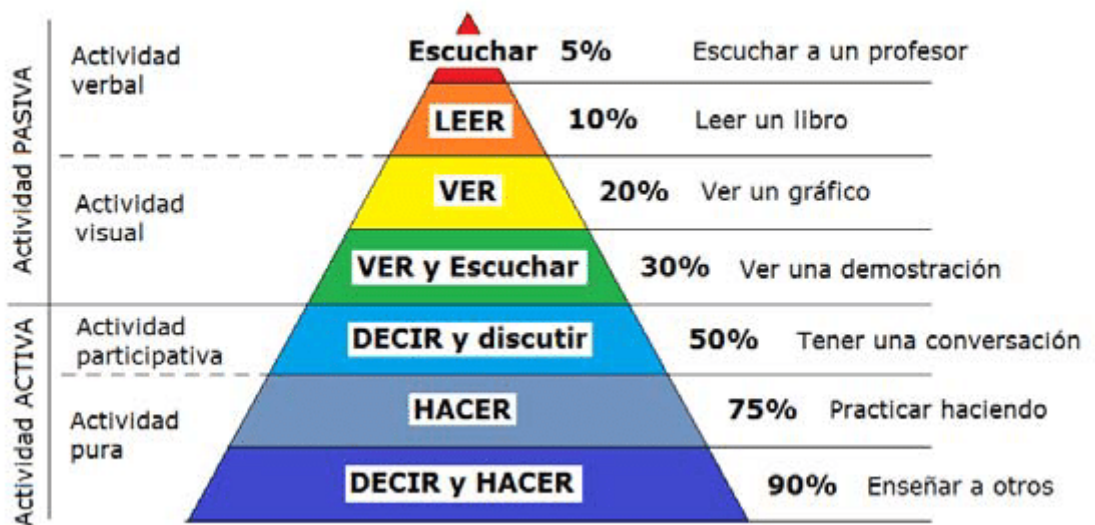 Actividad PASIVA
Actividad
verbal
Escuchar 5% Escuchar a un profesor
LEER 10% Leer un libro
Actividad
visual
VER 20% Ver un gráfico
VER y Escuchar 30% Ver una demostración
Actividad ACTIVA
Actividad
participativa
DECIR y discutir 50% Tener una conversación
Actividad
pura
HACER 75% Practicar haciendo
DECIR y HACER 90% Enseñar a otros